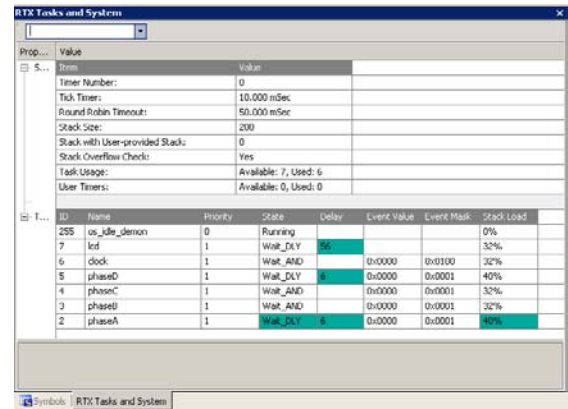 RTX Tasks and System
Prop... Value
S... Item Value
Timer Number: 0
Tick Timer: 10.000 mSec
Round Robin Timeout: 50.000 mSec
Stack Size: 200
Stack with User-provided Stack: 0
Stack Overflow Check: Yes
Task Usage: Available: 7, Used: 6
User Timers: Available: 0, Used: 0
T... ID Name Priority State Delay Event Value Event Mask Stack Load
255 os_idle_demon 0 Running 0%
7 lcd 1 Wait_DLY 56 32%
6 clock 1 Wait_AND 0x0000 0x0100 32%
5 phaseD 1 Wait_DLY 6 0x0000 0x0001 40%
4 phaseC 1 Wait_AND 0x0000 0x0001 32%
3 phaseB 1 Wait_AND 0x0000 0x0001 32%
2 phaseA 1 Wait_DLY 6 0x0000 0x0001 40%
Symbols RTX Tasks and System